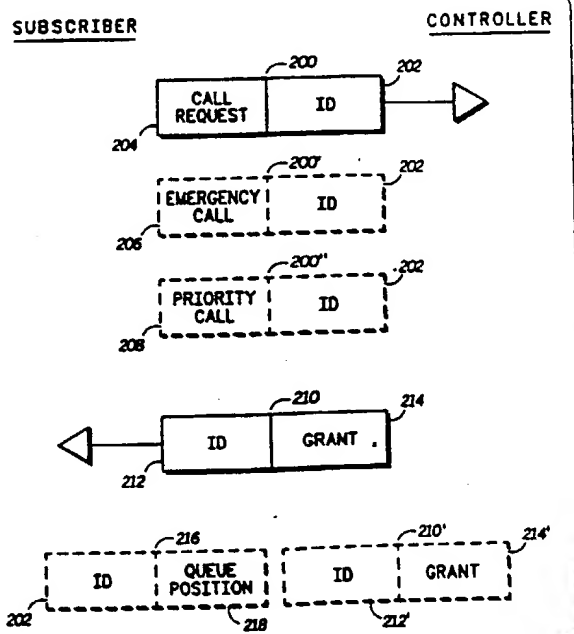 SUBSCRIBER CONTROLLER
200 202
CALL REQUEST ID
204
200' 202
EMERGENCY CALL ID
206
200" 202
PRIORITY CALL ID
208
210 214
ID GRANT
212
216 210' 214'
ID QUEUE POSITION ID GRANT
202 218 212'